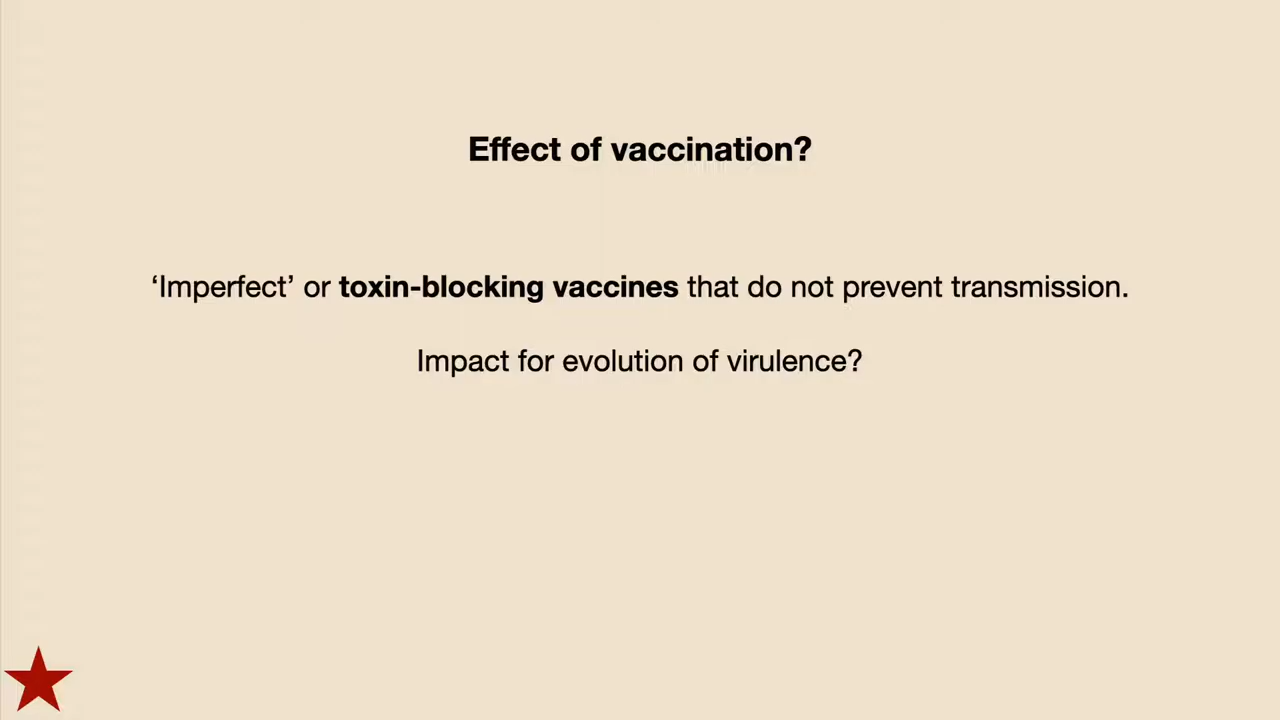 Effect of vaccination?
‘Imperfect’ or toxin-blocking vaccines that do not prevent transmission.
Impact for evolution of virulence?